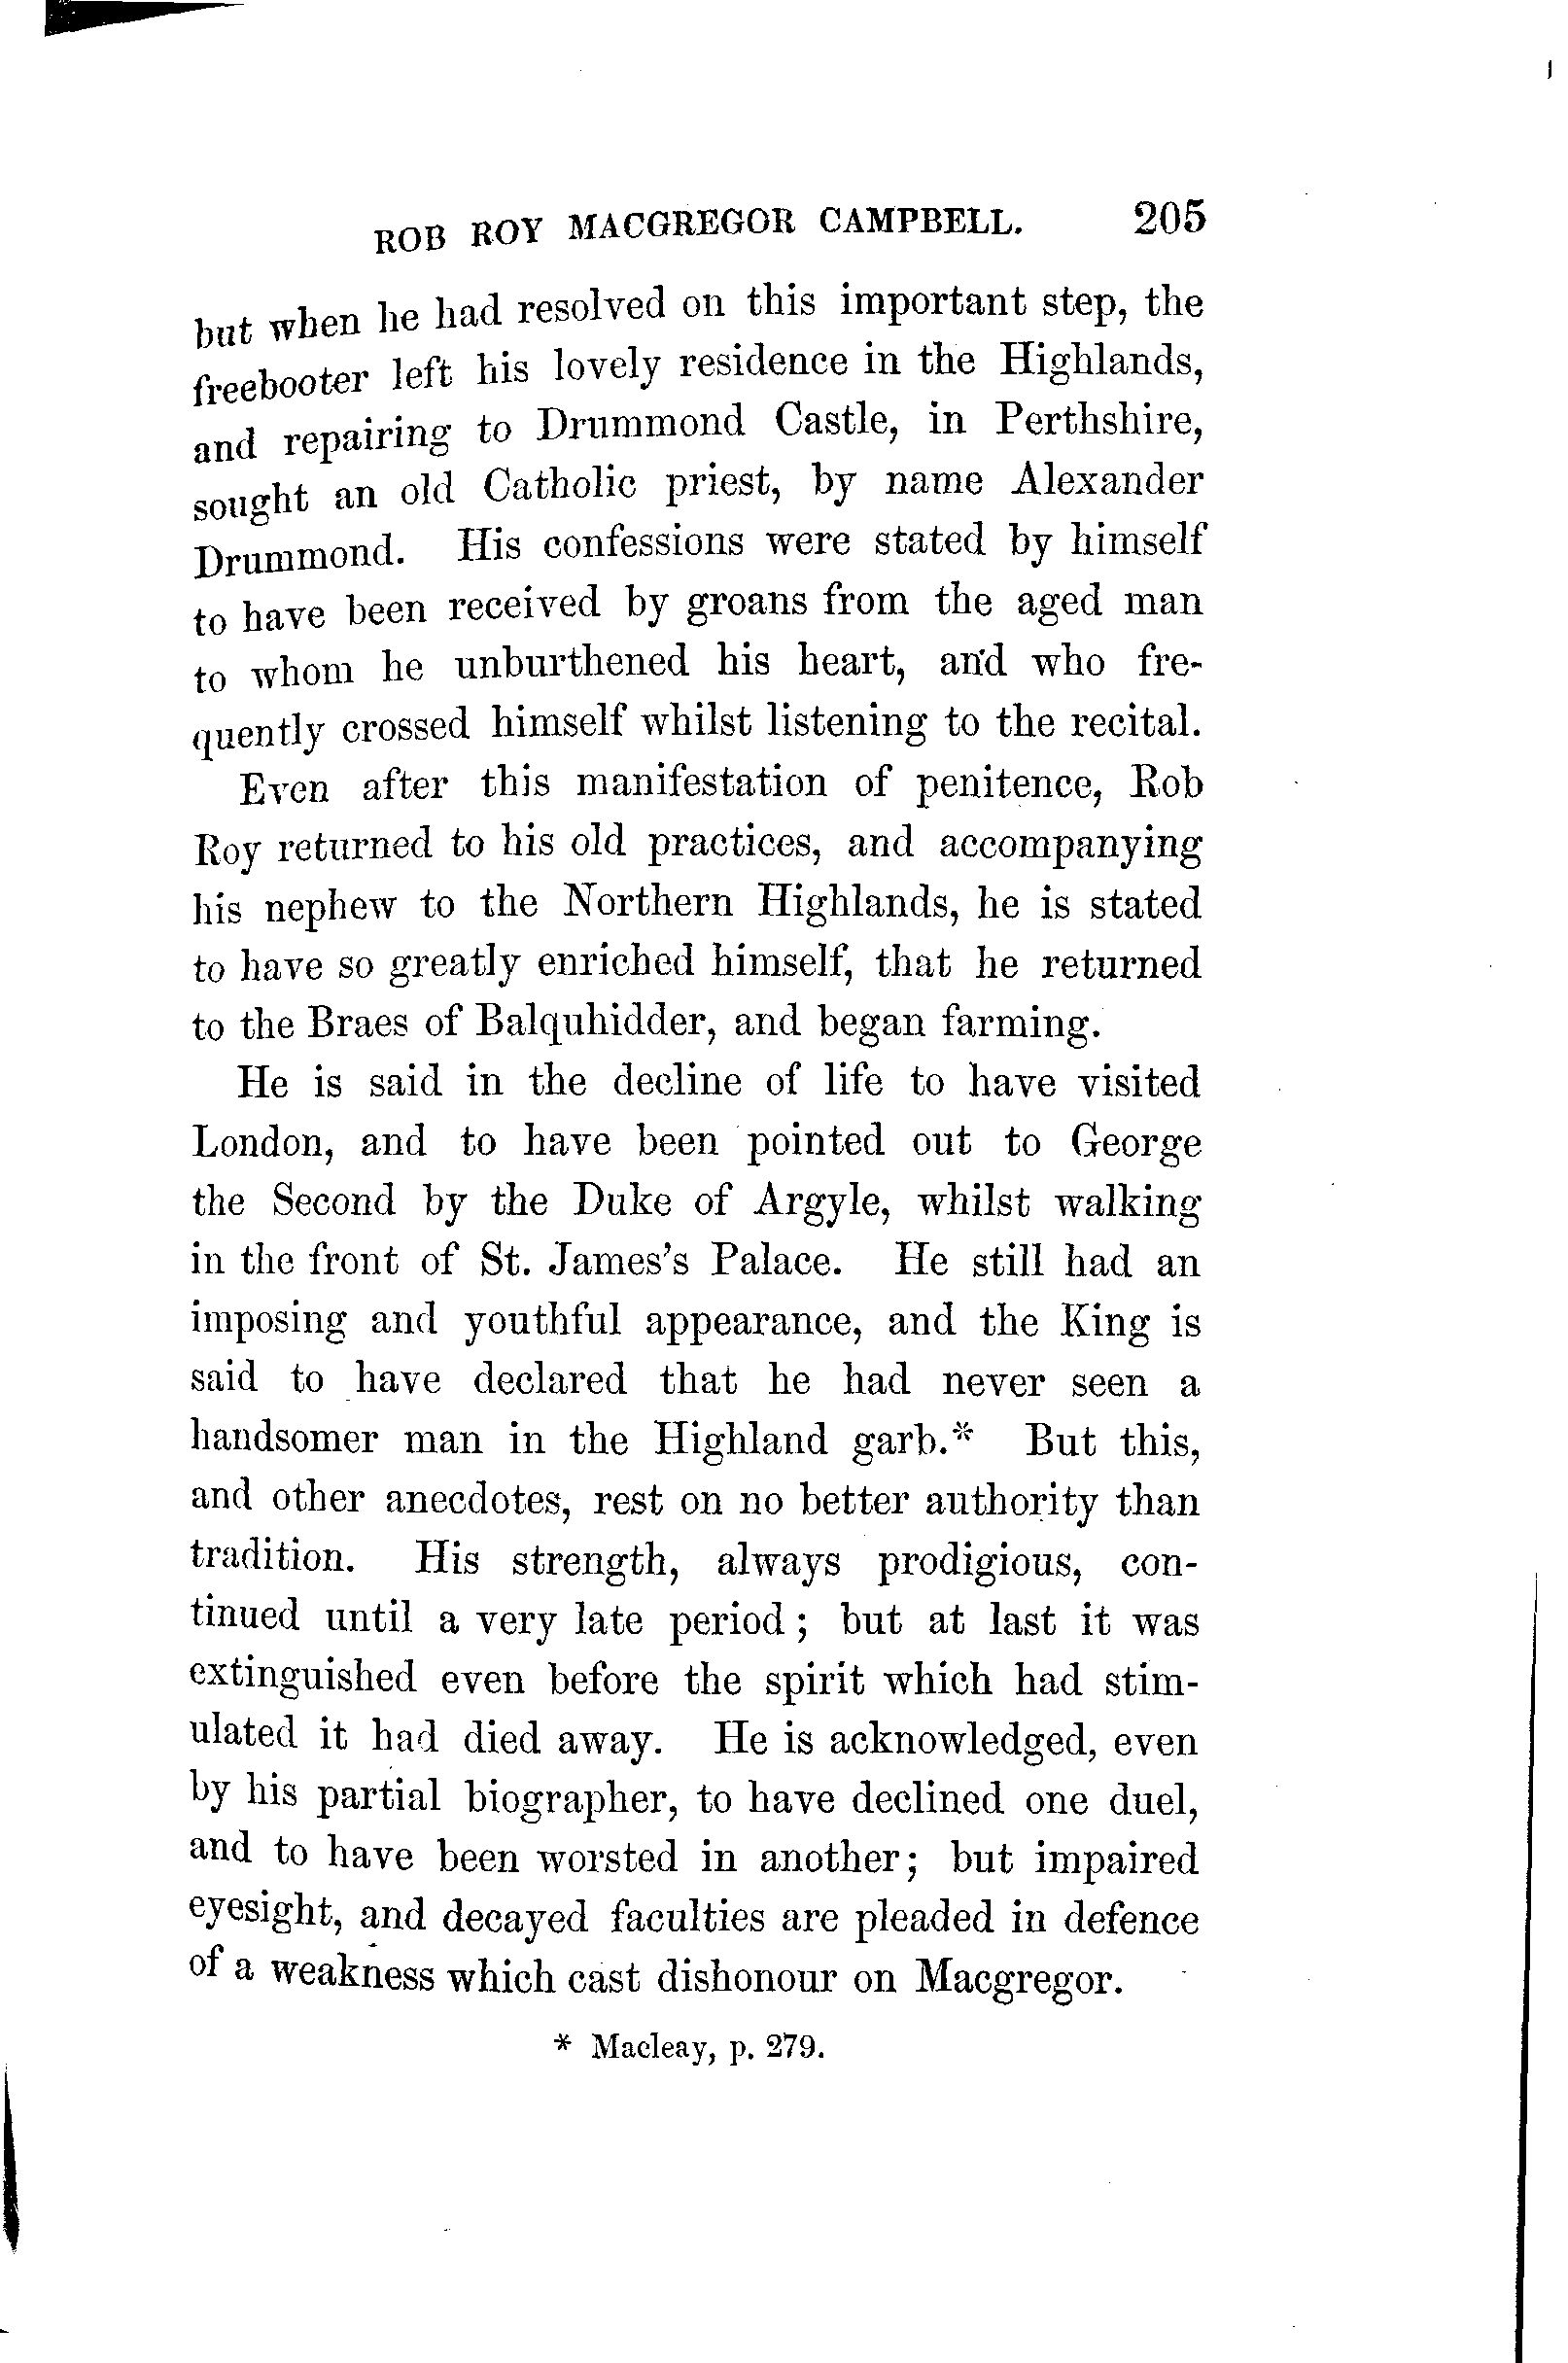 ROB ROY MACGREGOR CAMPBELL. 205
but when he had resolved on this important step, the
freebooter left his lovely residence in the Highlands,
and repairing to Drummond Castle, in Perthshire,
sought an old Catholic priest, by name Alexander
Drummond. His confessions were stated by himself
to have been received by groans from the aged man
to whom he unburthened his heart, and who fre-
quently crossed himself whilst listening to the recital.
Even after this manifestation of penitence, Rob
Roy returned to his old practices, and accompanying
his nephew to the Northern Highlands, he is stated
to have so greatly enriched himself, that he returned
to the Braes of Balquhidder, and began farming.
He is said in the decline of life to have visited
London, and to have been pointed out to George
the Second by the Duke of Argyle, whilst walking
in the front of St. James's Palace. He still had an
imposing and youthful appearance, and the King is
said to have declared that he had never seen a
handsomer man in the Highland garb.* But this,
and other anecdotes, rest on no better authority than
tradition. His strength, always prodigious, con-
tinued until a very late period; but at last it was
extinguished even before the spirit which had stim-
ulated it had died away. He is acknowledged, even
by his partial biographer, to have declined one duel,
and to have been worsted in another; but impaired
eyesight, and decayed faculties are pleaded in defence
of a weakness which cast dishonour on Macgregor.
* Macleay, p. 279.